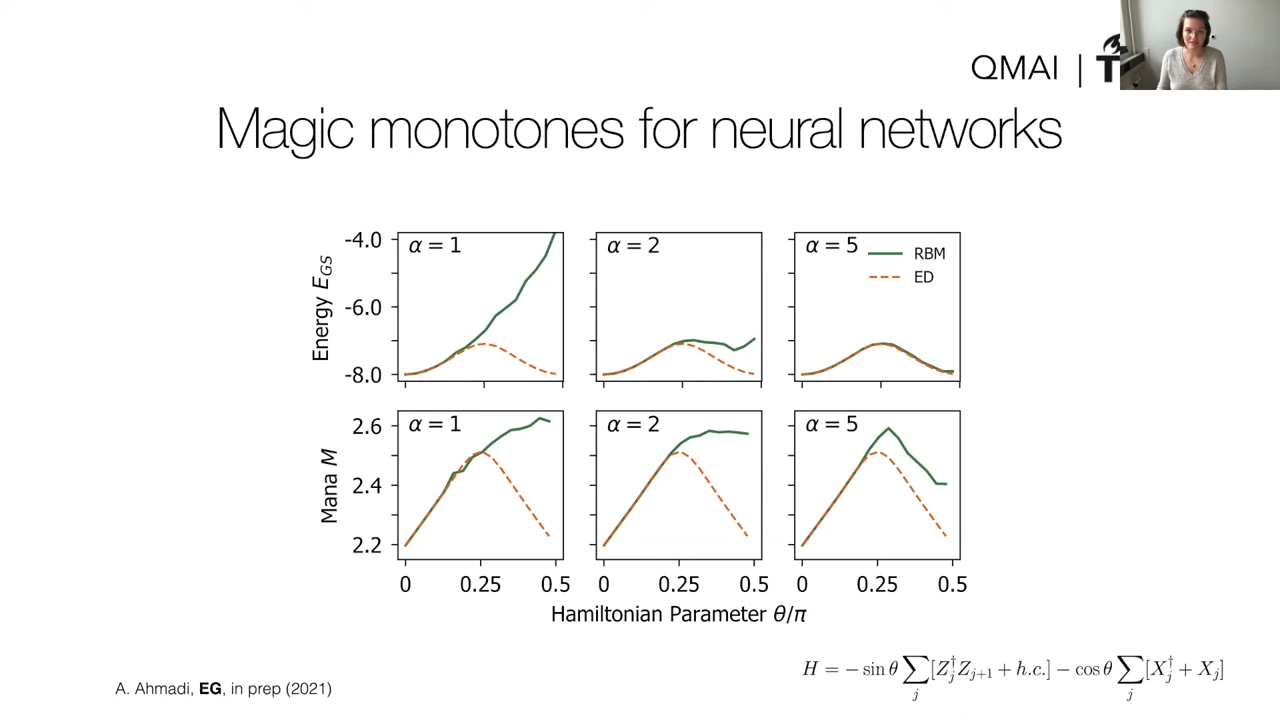 QMAI | T
Magic monotones for neural networks
Energy E_GS
-4.0
-6.0
-8.0
α = 1
α = 2
α = 5
RBM
ED
Mana M
2.6
2.4
2.2
α = 1
α = 2
α = 5
0 0.25 0.5 0 0.25 0.5 0 0.25 0.5
Hamiltonian Parameter θ/π
H = − sin θ ∑_j [Z_j^† Z_{j+1} + h.c.] − cos θ ∑_j [X_j^† + X_j]
A. Ahmadi, EG, in prep (2021)